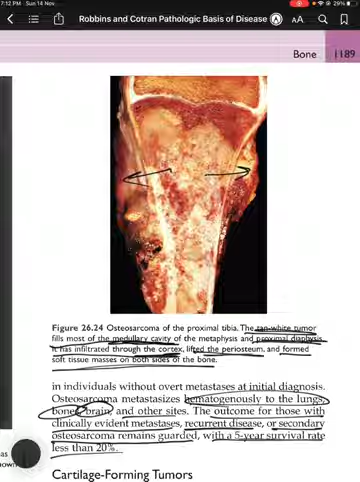 7:12 PM Sun 14 Nov
29%
Robbins and Cotran Pathologic Basis of Disease
AA
Bone 1189
Figure 26.24 Osteosarcoma of the proximal tibia. The tan-white tumor
fills most of the medullary cavity of the metaphysis and proximal diaphysis.
It has infiltrated through the cortex, lifted the periosteum, and formed
soft tissue masses on both sides of the bone.
in individuals without overt metastases at initial diagnosis.
Osteosarcoma metastasizes hematogenously to the lungs,
bone, brain, and other sites. The outcome for those with
clinically evident metastases, recurrent disease, or secondary
osteosarcoma remains guarded, with a 5-year survival rate
less than 20%.
as
nown
Cartilage-Forming Tumors